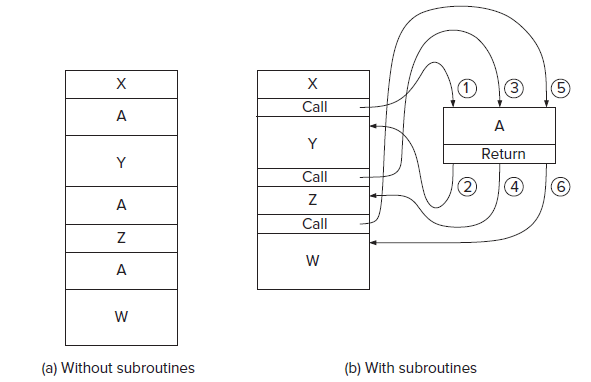 X
A
Y
A
Z
A
W
(a) Without subroutines
X
Call
Y
Call
Z
Call
W
1
3
5
A
Return
2
4
6
(b) With subroutines